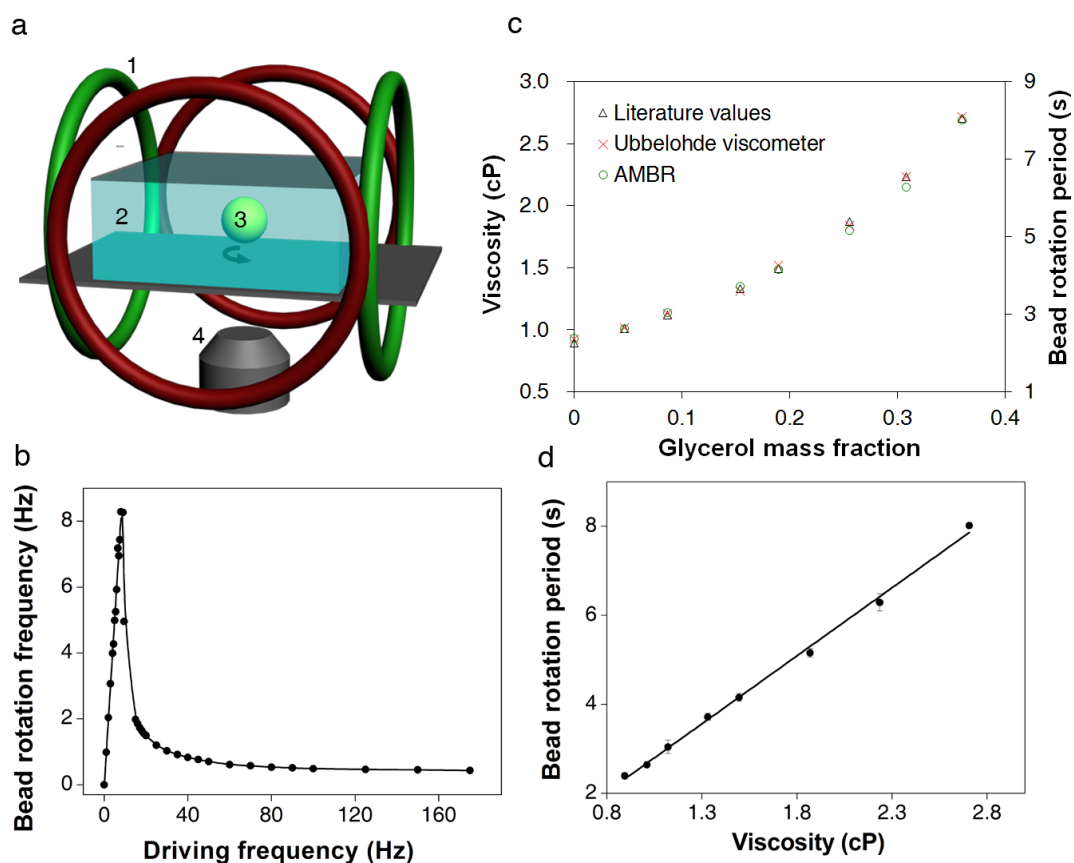 a
1
2
3
4
c
Viscosity (cP)
3.0
2.5
2.0
1.5
1.0
0.5
Literature values
Ubbelohde viscometer
AMBR
9
7
5
3
1
Bead rotation period (s)
0
0.1
0.2
0.3
0.4
Glycerol mass fraction
b
Bead rotation frequency (Hz)
8
6
4
2
0
0
40
80
120
160
Driving frequency (Hz)
d
Bead rotation period (s)
8
6
4
2
0.8
1.3
1.8
2.3
2.8
Viscosity (cP)